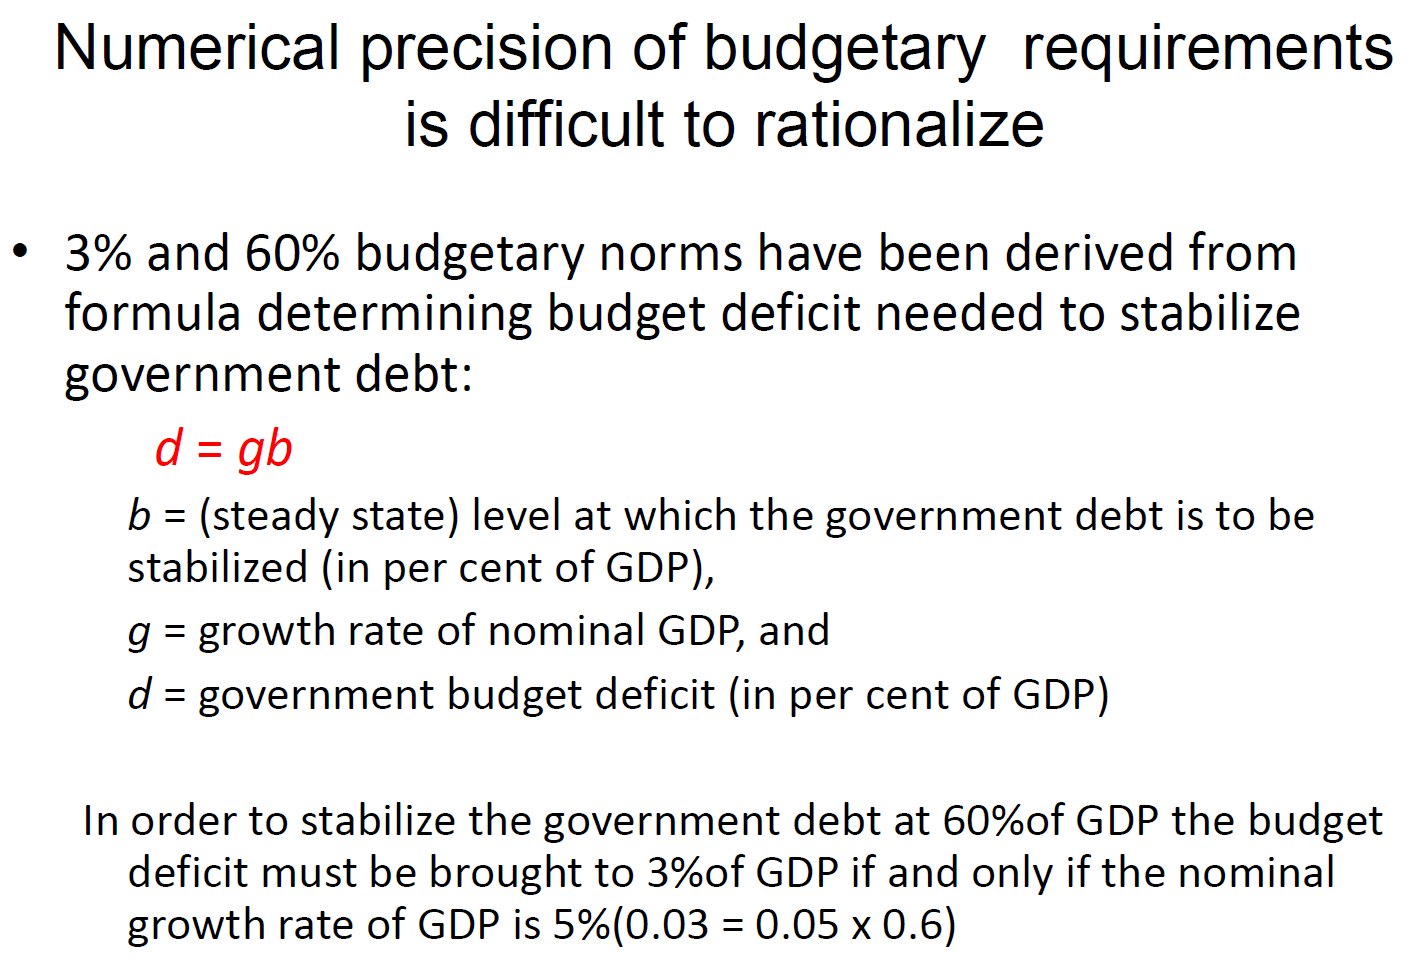 Numerical precision of budgetary requirements
is difficult to rationalize
• 3% and 60% budgetary norms have been derived from
formula determining budget deficit needed to stabilize
government debt:
d = gb
b = (steady state) level at which the government debt is to be
stabilized (in per cent of GDP),
g = growth rate of nominal GDP, and
d = government budget deficit (in per cent of GDP)
In order to stabilize the government debt at 60%of GDP the budget
deficit must be brought to 3%of GDP if and only if the nominal
growth rate of GDP is 5%(0.03 = 0.05 x 0.6)